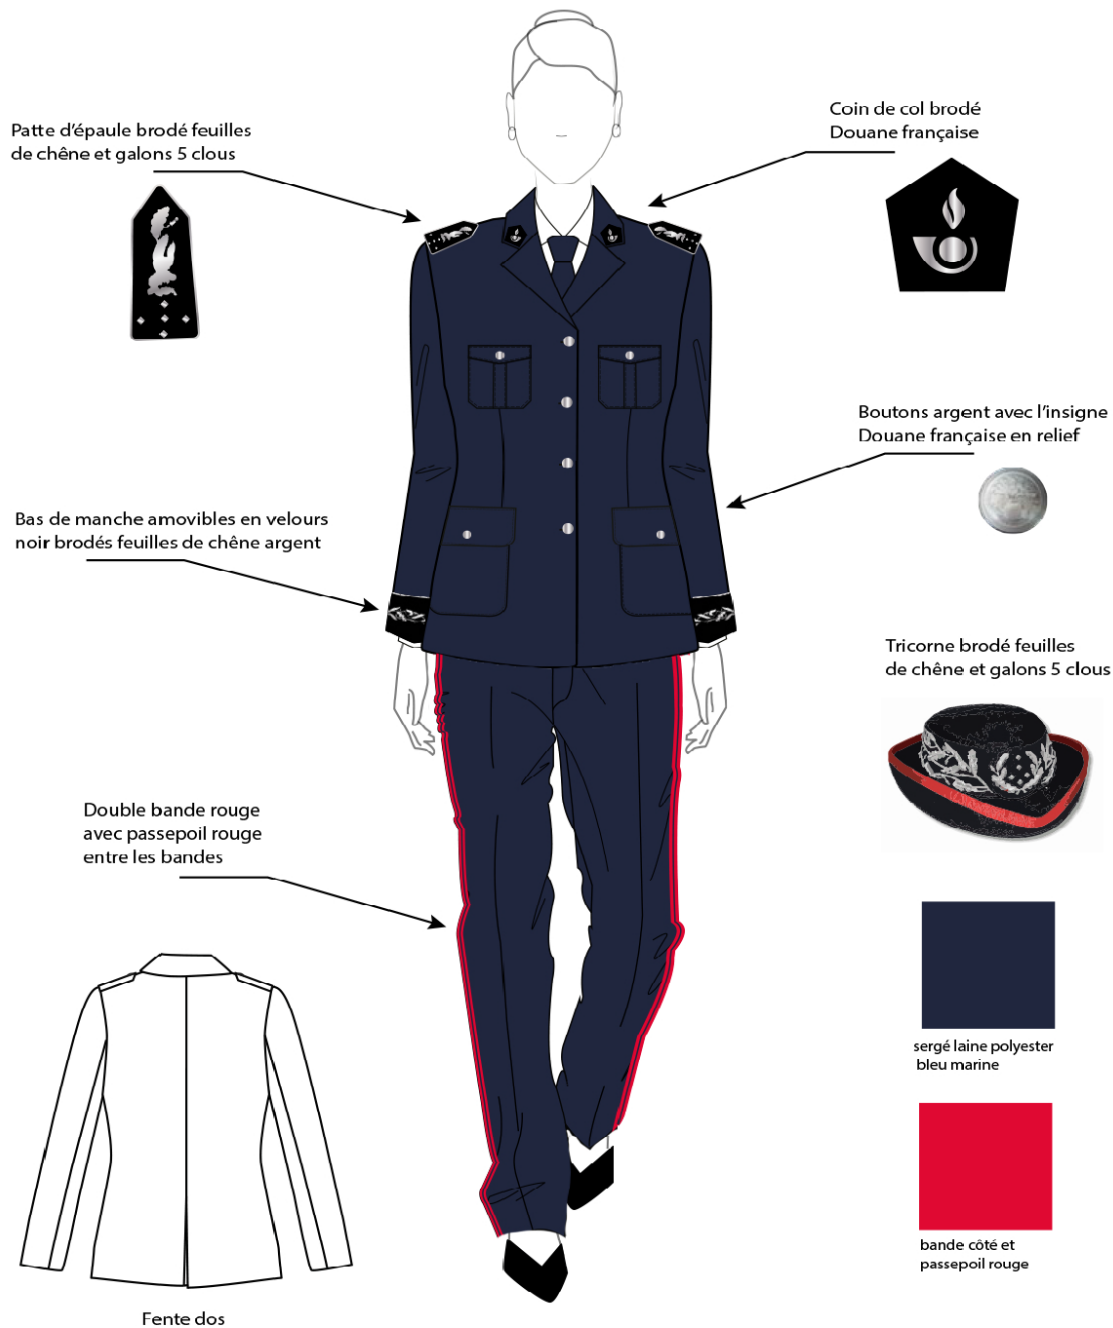 Patte d'épaule brodé feuilles
de chêne et galons 5 clous
Coin de col brodé
Douane française
Boutons argent avec l'insigne
Douane française en relief
Bas de manche amovibles en velours
noir brodés feuilles de chêne argent
Tricorne brodé feuilles
de chêne et galons 5 clous
Double bande rouge
avec passepoil rouge
entre les bandes
sergé laine polyester
bleu marine
bande côté et
passepoil rouge
Fente dos